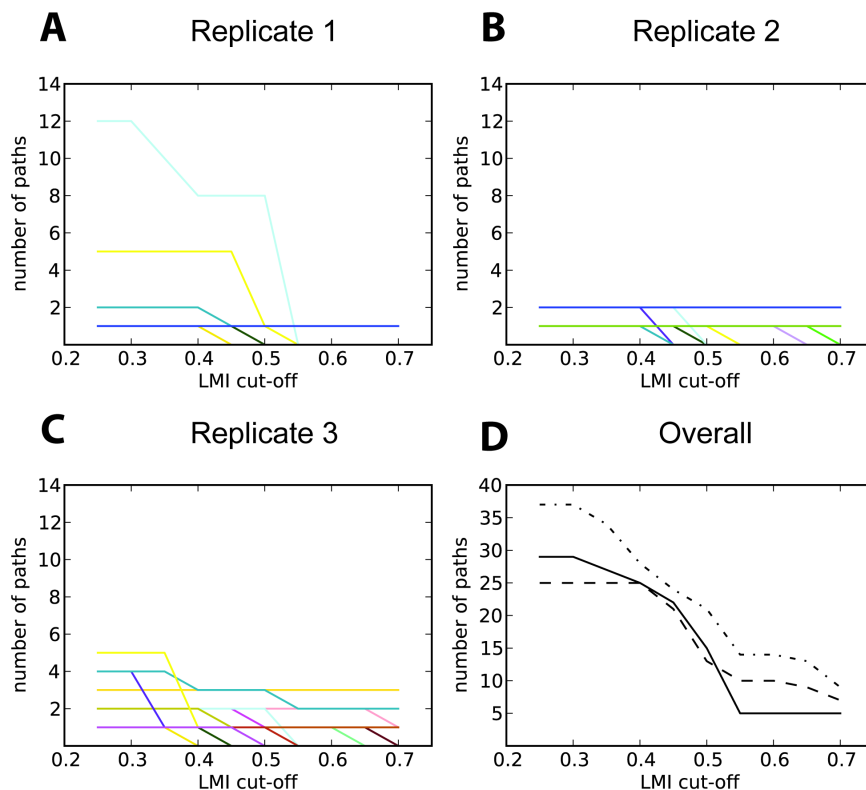 A Replicate 1
14
12
10
8
6
4
2
number of paths
0.2 0.3 0.4 0.5 0.6 0.7
LMI cut-off
B Replicate 2
14
12
10
8
6
4
2
number of paths
0.2 0.3 0.4 0.5 0.6 0.7
LMI cut-off
C Replicate 3
14
12
10
8
6
4
2
number of paths
0.2 0.3 0.4 0.5 0.6 0.7
LMI cut-off
D Overall
40
35
30
25
20
15
10
5
number of paths
0.2 0.3 0.4 0.5 0.6 0.7
LMI cut-off